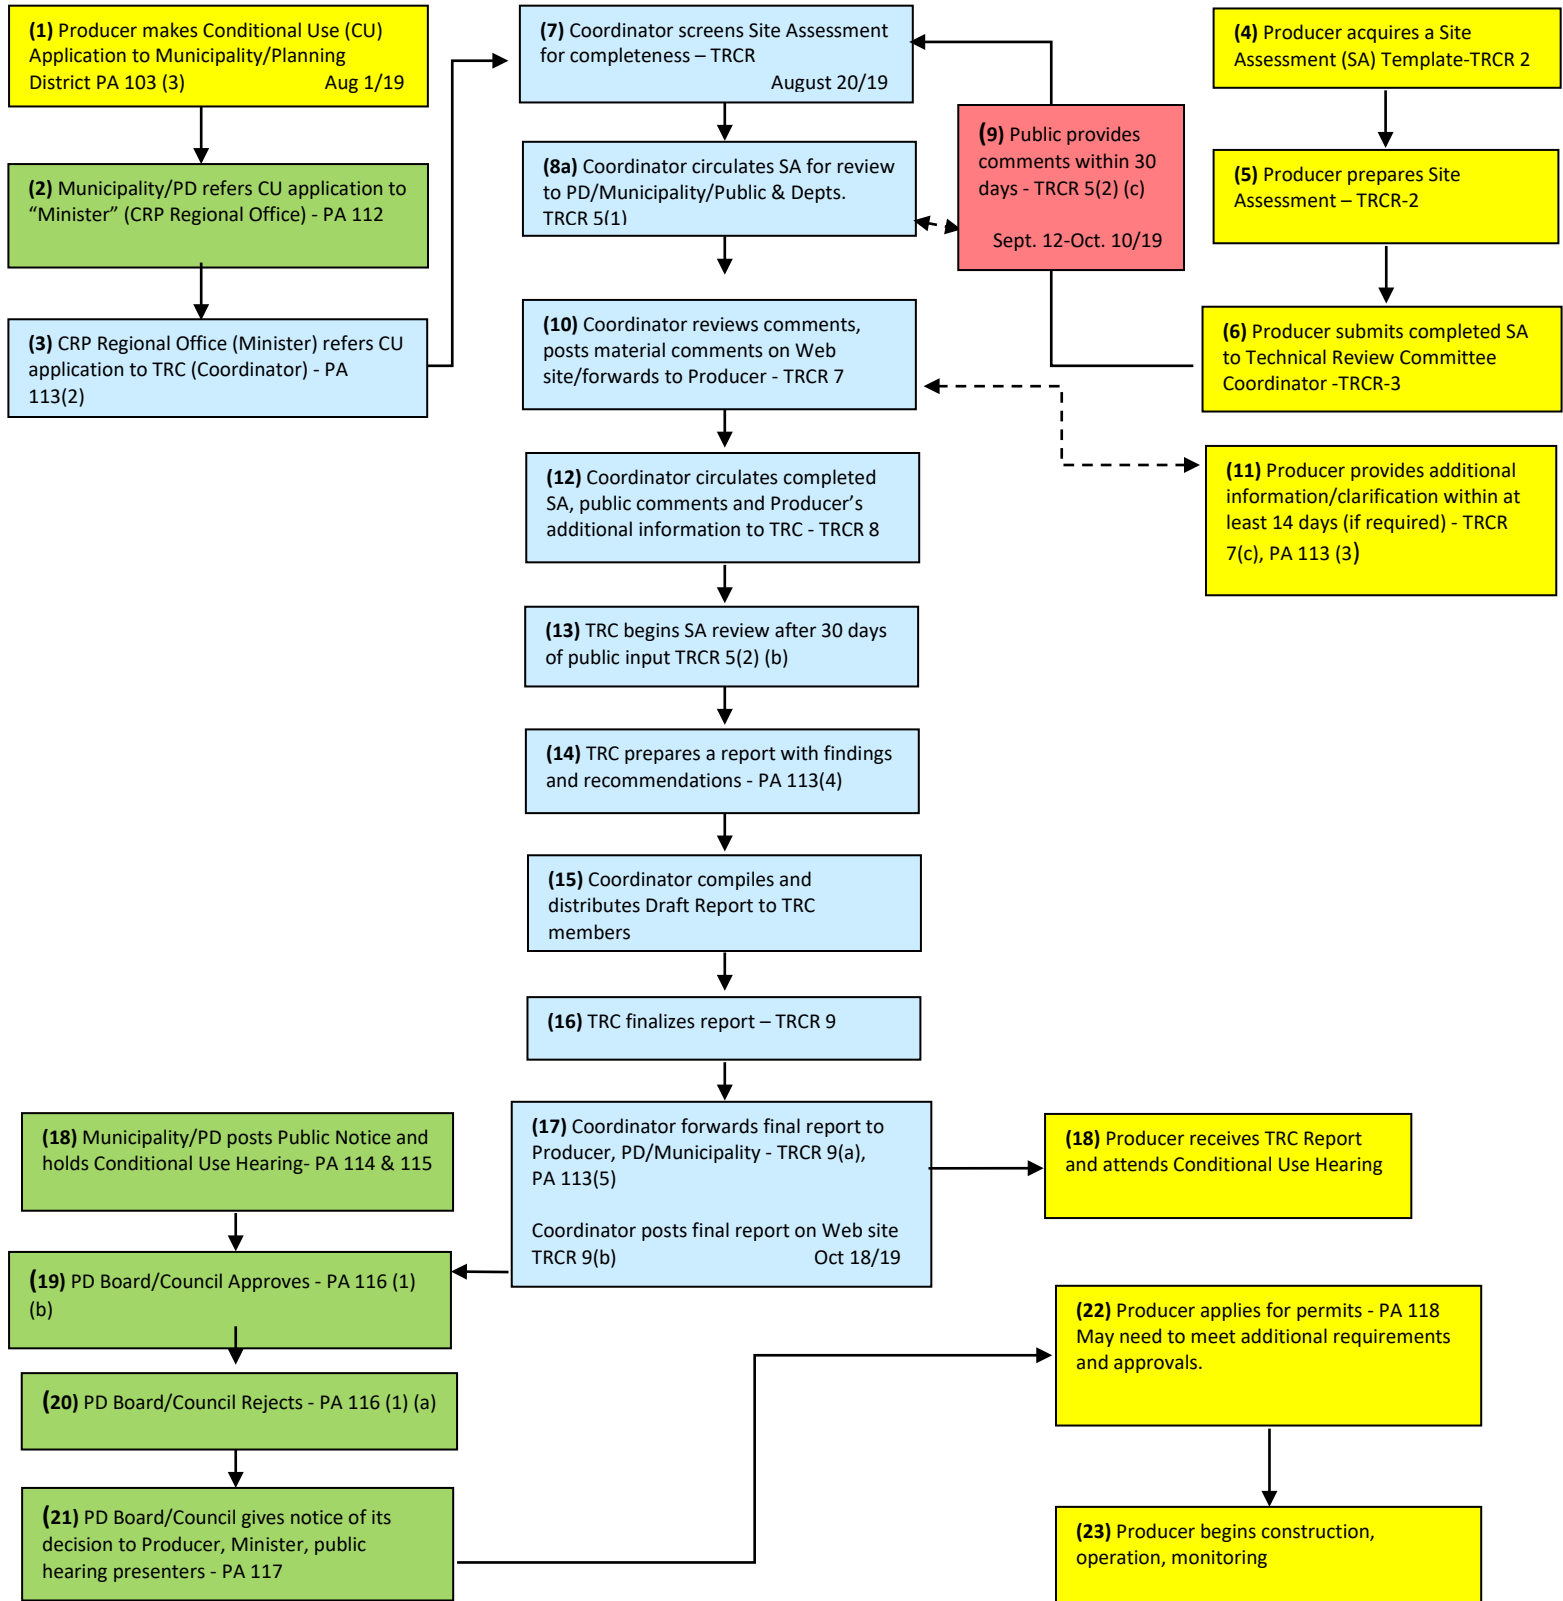 (1) Producer makes Conditional Use (CU)
Application to Municipality/Planning
District PA 103 (3) Aug 1/19
(2) Municipality/PD refers CU application to
“Minister” (CRP Regional Office) - PA 112
(3) CRP Regional Office (Minister) refers CU
application to TRC (Coordinator) - PA
113(2)
(4) Producer acquires a Site
Assessment (SA) Template-TRCR 2
(5) Producer prepares Site
Assessment – TRCR-2
(6) Producer submits completed SA
to Technical Review Committee
Coordinator -TRCR-3
(7) Coordinator screens Site Assessment
for completeness – TRCR
August 20/19
(8a) Coordinator circulates SA for review
to PD/Municipality/Public & Depts.
TRCR 5(1)
(9) Public provides
comments within 30
days - TRCR 5(2) (c)
Sept. 12-Oct. 10/19
(10) Coordinator reviews comments,
posts material comments on Web
site/forwards to Producer - TRCR 7
(11) Producer provides additional
information/clarification within at
least 14 days (if required) - TRCR
7(c), PA 113 (3)
(12) Coordinator circulates completed
SA, public comments and Producer’s
additional information to TRC - TRCR 8
(13) TRC begins SA review after 30 days
of public input TRCR 5(2) (b)
(14) TRC prepares a report with findings
and recommendations - PA 113(4)
(15) Coordinator compiles and
distributes Draft Report to TRC
members
(16) TRC finalizes report – TRCR 9
(17) Coordinator forwards final report to
Producer, PD/Municipality - TRCR 9(a),
PA 113(5)
Coordinator posts final report on Web site
TRCR 9(b) Oct 18/19
(18) Municipality/PD posts Public Notice and
holds Conditional Use Hearing- PA 114 & 115
(18) Producer receives TRC Report
and attends Conditional Use Hearing
(19) PD Board/Council Approves - PA 116 (1)
(b)
(20) PD Board/Council Rejects - PA 116 (1) (a)
(21) PD Board/Council gives notice of its
decision to Producer, Minister, public
hearing presenters - PA 117
(22) Producer applies for permits - PA 118
May need to meet additional requirements
and approvals.
(23) Producer begins construction,
operation, monitoring